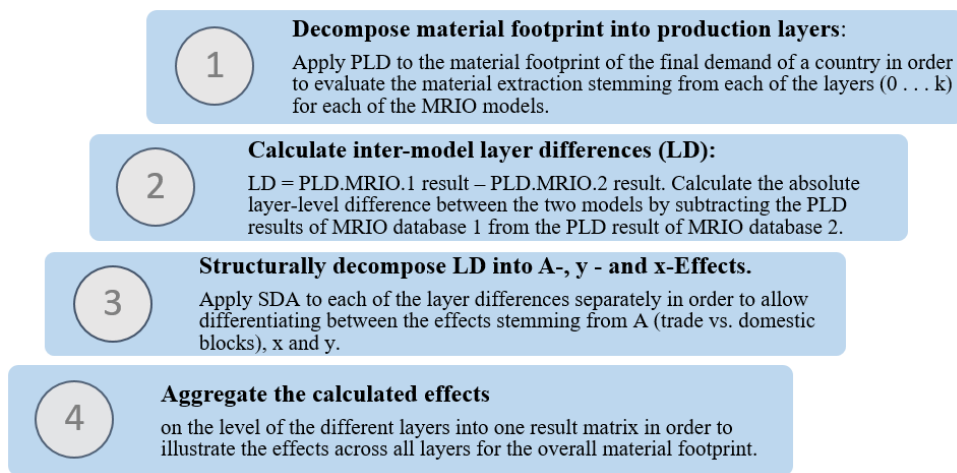 1
Decompose material footprint into production layers:
Apply PLD to the material footprint of the final demand of a country in order
to evaluate the material extraction stemming from each of the layers (0 . . . k)
for each of the MRIO models.
2
Calculate inter-model layer differences (LD):
LD = PLD.MRIO.1 result – PLD.MRIO.2 result. Calculate the absolute
layer-level difference between the two models by subtracting the PLD
results of MRIO database 1 from the PLD result of MRIO database 2.
3
Structurally decompose LD into A-, y - and x-Effects.
Apply SDA to each of the layer differences separately in order to allow
differentiating between the effects stemming from A (trade vs. domestic
blocks), x and y.
4
Aggregate the calculated effects
on the level of the different layers into one result matrix in order to
illustrate the effects across all layers for the overall material footprint.